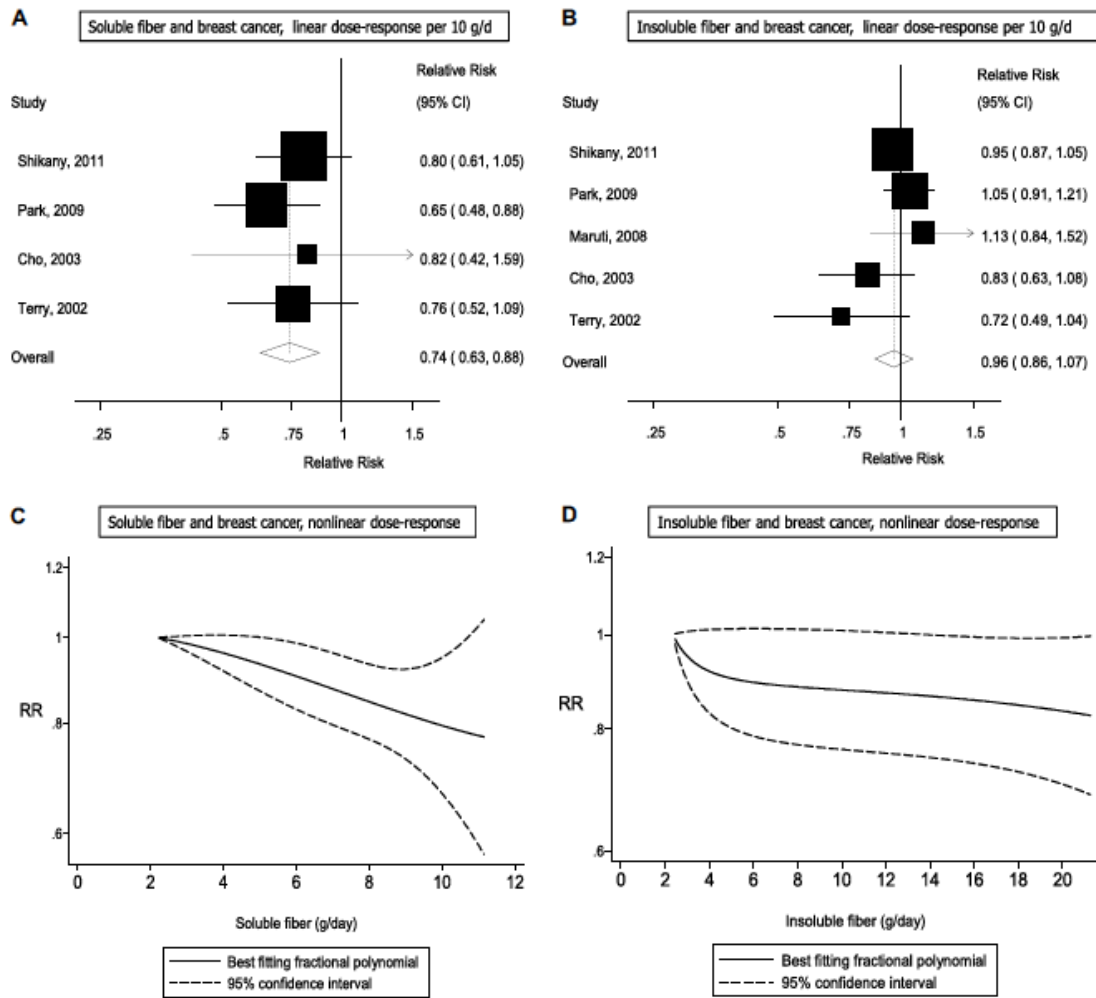 A
Soluble fiber and breast cancer, linear dose-response per 10 g/d
Relative Risk
Study
(95% CI)
Shikany, 2011
0.80 ( 0.61, 1.05)
Park, 2009
0.65 ( 0.48, 0.88)
Cho, 2003
0.82 ( 0.42, 1.59)
Terry, 2002
0.76 ( 0.52, 1.09)
Overall
0.74 ( 0.63, 0.88)
.25 .5 .75 1 1.5
Relative Risk
B
Insoluble fiber and breast cancer, linear dose-response per 10 g/d
Relative Risk
Study
(95% CI)
Shikany, 2011
0.95 ( 0.87, 1.05)
Park, 2009
1.05 ( 0.91, 1.21)
Maruti, 2008
1.13 ( 0.84, 1.52)
Cho, 2003
0.83 ( 0.63, 1.08)
Terry, 2002
0.72 ( 0.49, 1.04)
Overall
0.96 ( 0.86, 1.07)
.25 .5 .75 1 1.5
Relative Risk
C
Soluble fiber and breast cancer, nonlinear dose-response
1.2
1
RR
.8
.6
0 2 4 6 8 10 12
Soluble fiber (g/day)
Best fitting fractional polynomial
95% confidence interval
D
Insoluble fiber and breast cancer, nonlinear dose-response
1.2
1
RR
.8
.6
0 2 4 6 8 10 12 14 16 18 20
Insoluble fiber (g/day)
Best fitting fractional polynomial
95% confidence interval